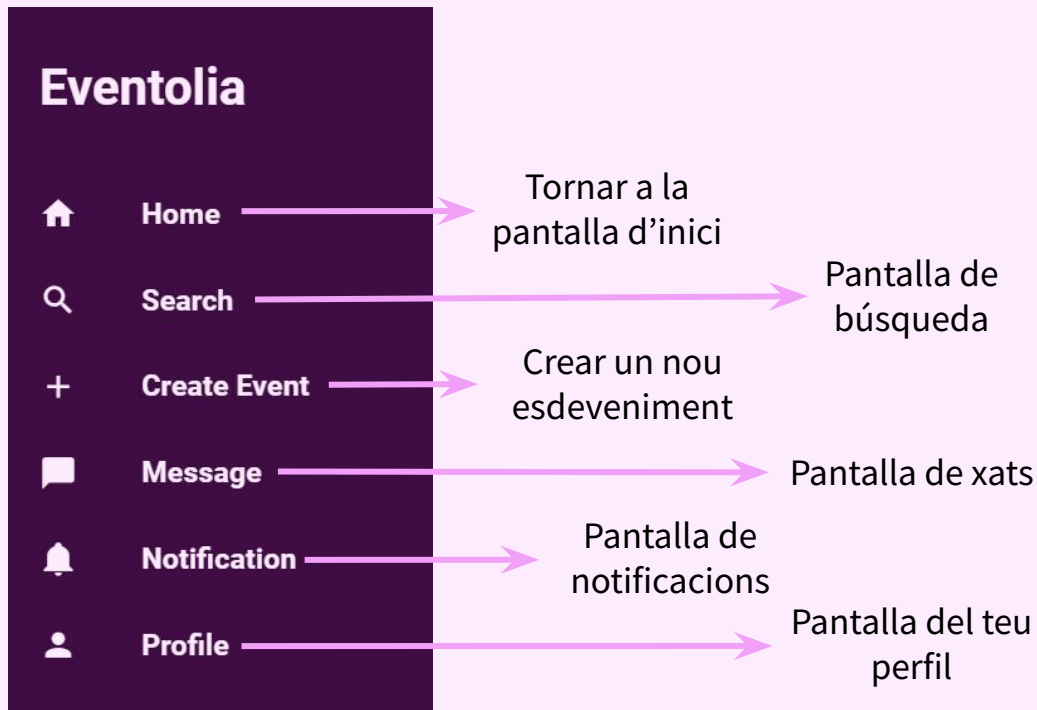 Eventolia
Home
Tornar a la
pantalla d’inici
Search
Pantalla de
búsqueda
Create Event
Crear un nou
esdeveniment
Message
Pantalla de xats
Notification
Pantalla de
notificacions
Profile
Pantalla del teu
perfil